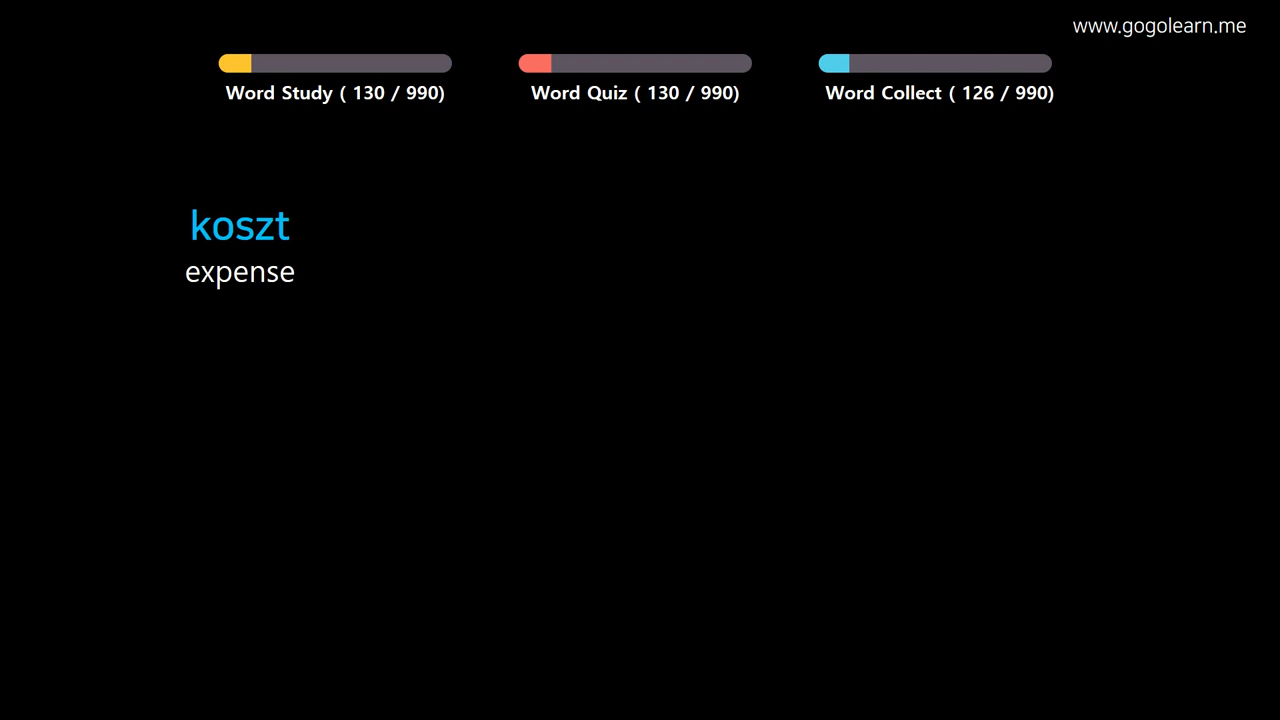 www.gogolearn.me
Word Study ( 130 / 990)
Word Quiz ( 130 / 990)
Word Collect ( 126 / 990)
koszt
expense